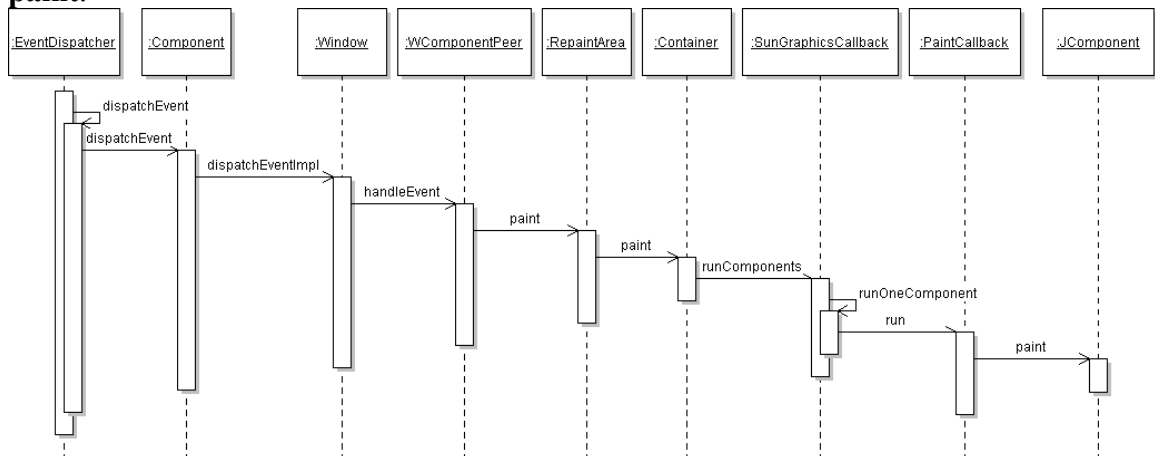 paint.
:EventDispatcher
:Component
:Window
:WComponentPeer
:RepaintArea
:Container
:SunGraphicsCallback
:PaintCallback
:JComponent
dispatchEvent
dispatchEvent
dispatchEventImpl
handleEvent
paint
paint
runComponents
runOneComponent
run
paint